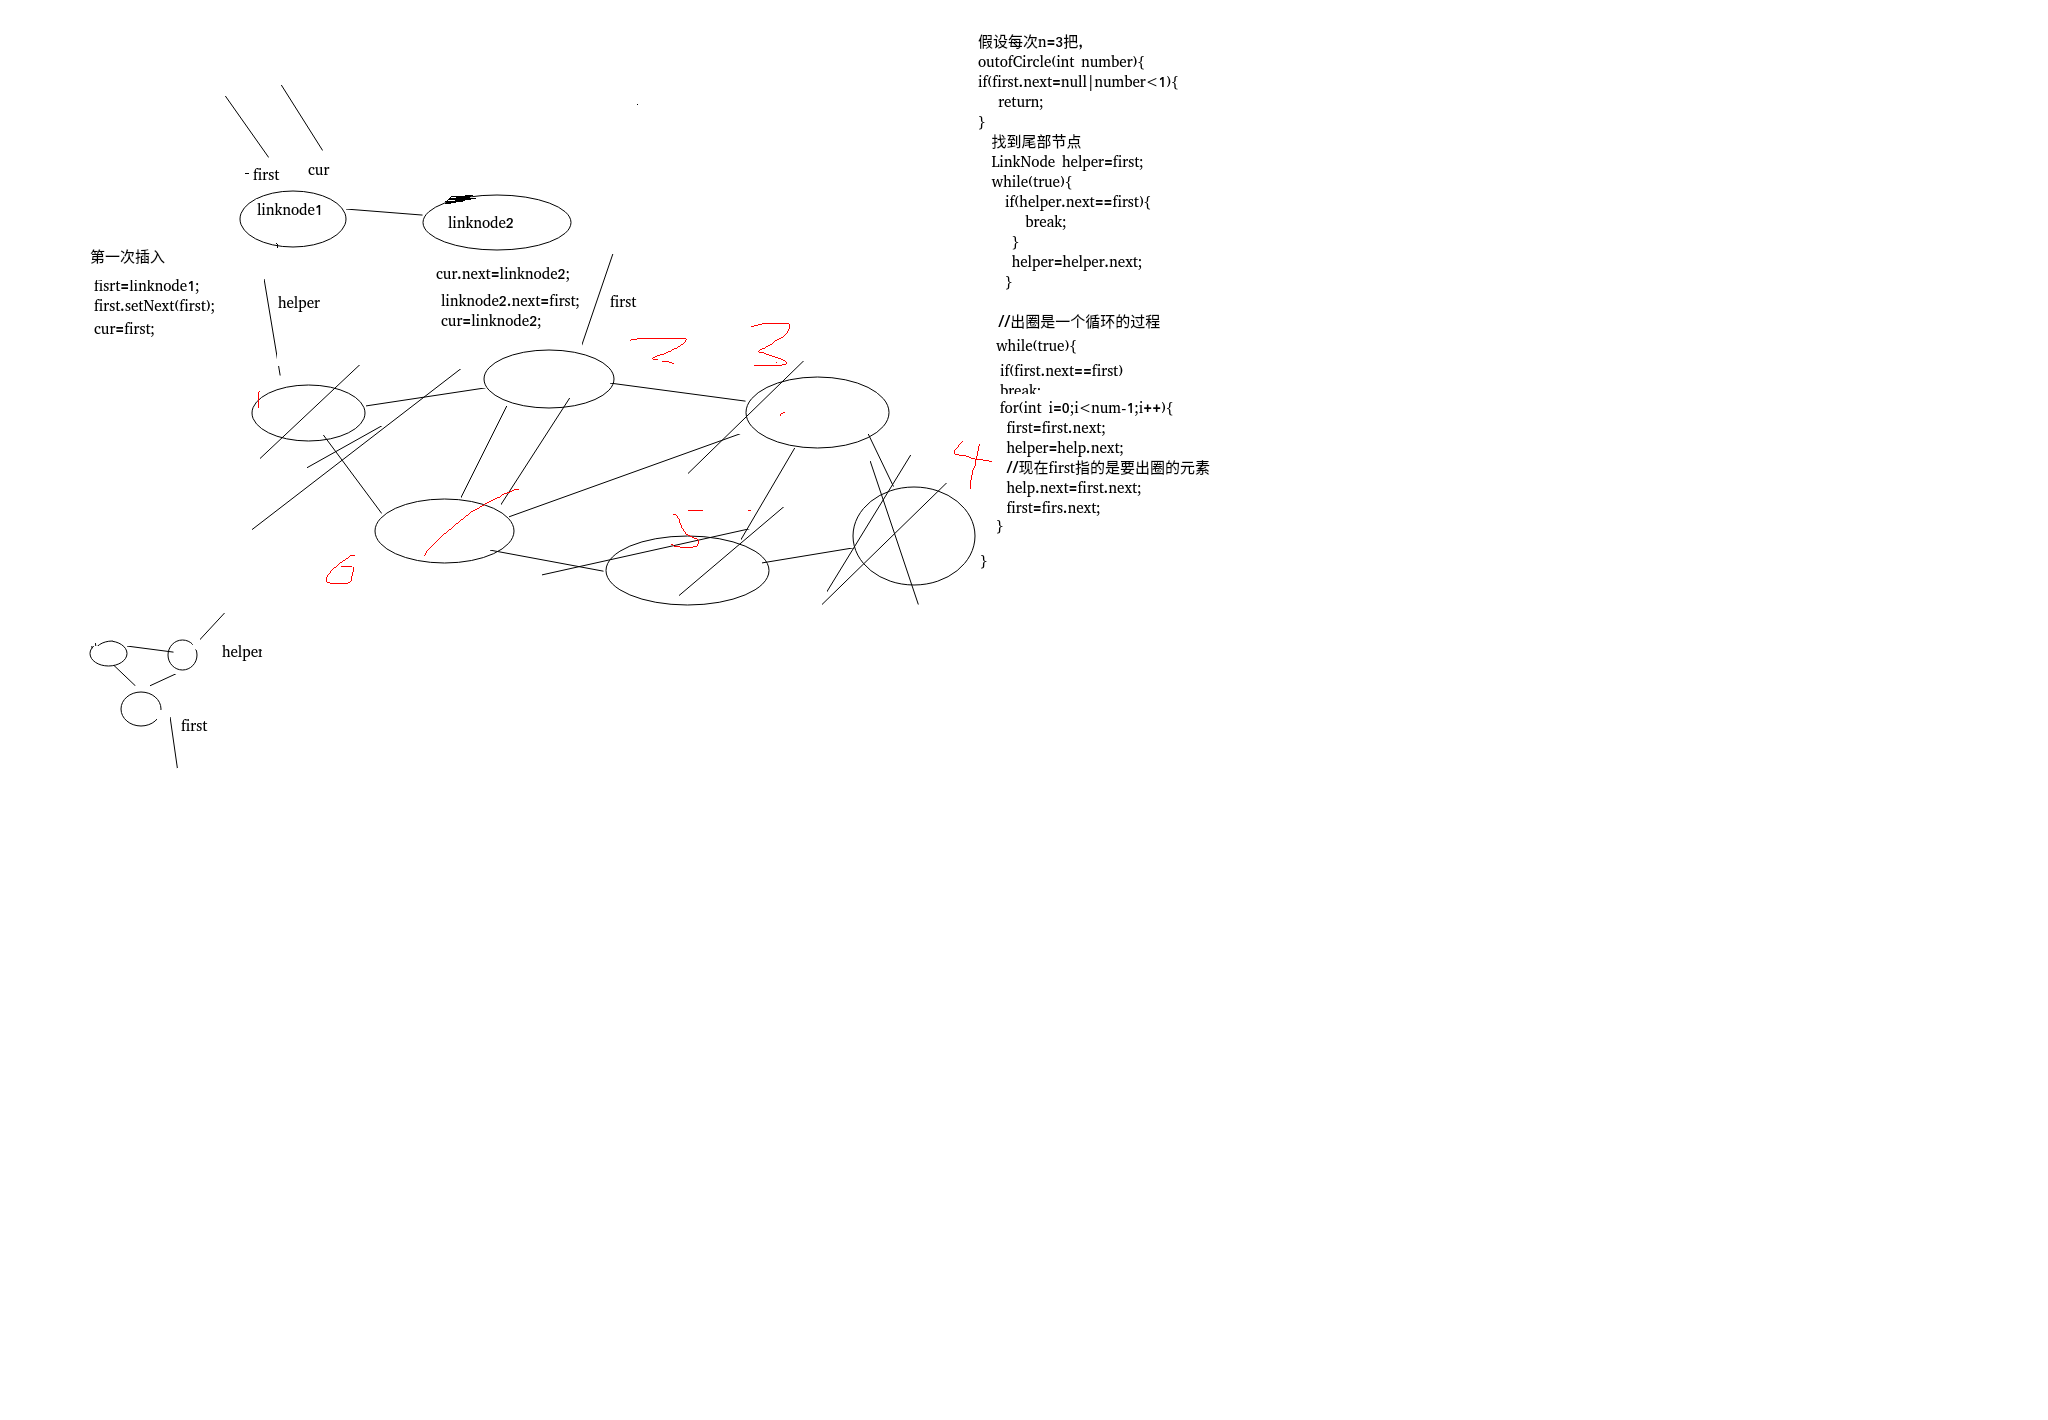 first
cur
linknode1
linknode2
第一次插入
fisrt=linknode1;
first.setNext(first);
cur=first;
cur.next=linknode2;
linknode2.next=first;
cur=linknode2;
helper
first
1
2
3
4
5
6
helper
first
假设每次n=3把，
outofCircle(int number){
if(first.next=null|number<1){
return;
}
找到尾部节点
LinkNode helper=first;
while(true){
if(helper.next==first){
break;
}
helper=helper.next;
}
//出圈是一个循环的过程
while(true){
if(first.next==first)
break;
for(int i=0;i<num-1;i++){
first=first.next;
helper=help.next;
//现在first指的是要出圈的元素
help.next=first.next;
first=firs.next;
}
}